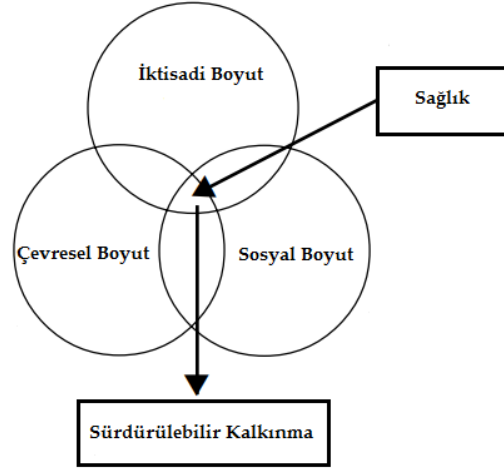 İktisadi Boyut
Sağlık
Çevresel Boyut
Sosyal Boyut
Sürdürülebilir Kalkınma